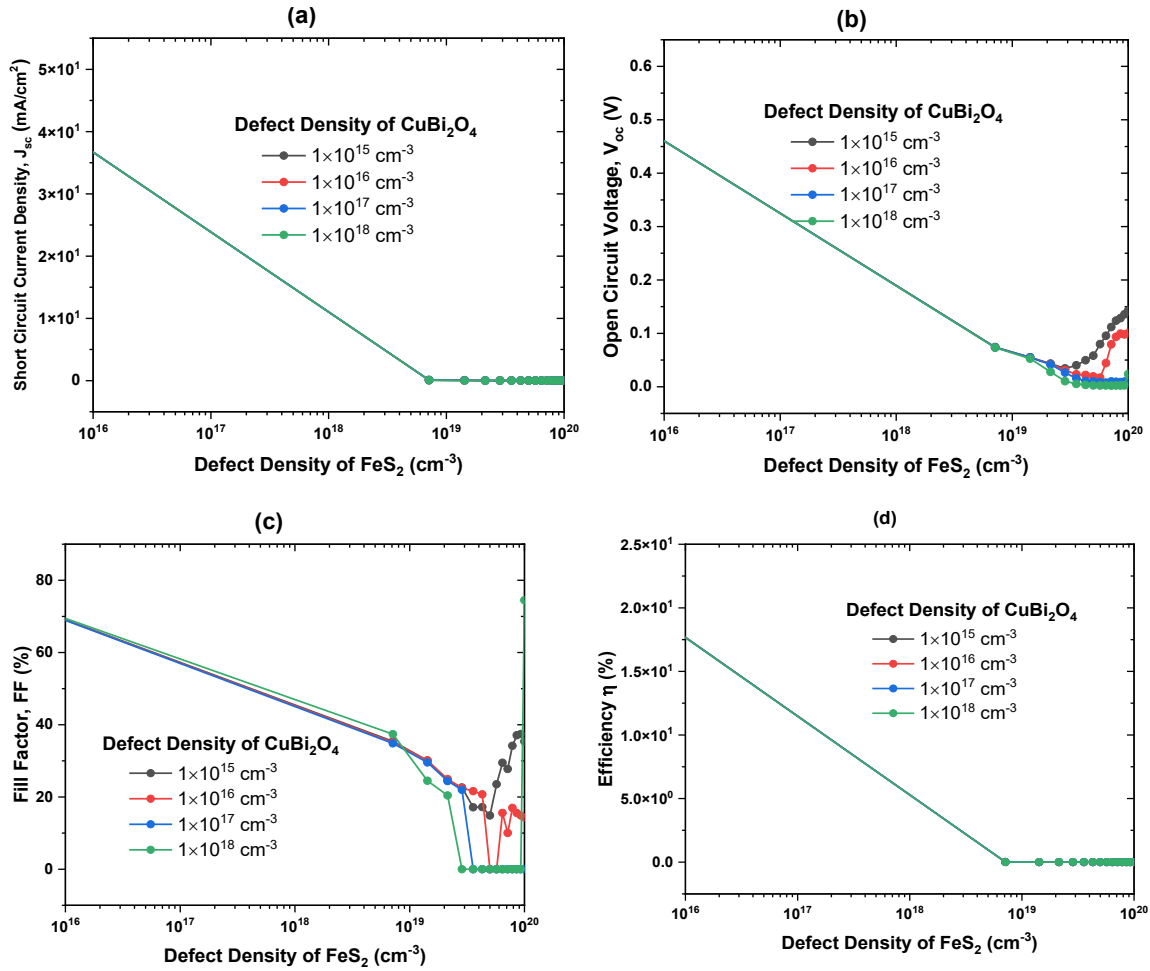 (a)
Short Circuit Current Density, Jsc (mA/cm²)
5×10¹
4×10¹
3×10¹
2×10¹
1×10¹
0
Defect Density of CuBi₂O₄
1×10¹⁵ cm⁻³
1×10¹⁶ cm⁻³
1×10¹⁷ cm⁻³
1×10¹⁸ cm⁻³
10¹⁶ 10¹⁷ 10¹⁸ 10¹⁹ 10²⁰
Defect Density of FeS₂ (cm⁻³)
(b)
Open Circuit Voltage, Voc (V)
0.6
0.5
0.4
0.3
0.2
0.1
0.0
Defect Density of CuBi₂O₄
1×10¹⁵ cm⁻³
1×10¹⁶ cm⁻³
1×10¹⁷ cm⁻³
1×10¹⁸ cm⁻³
10¹⁶ 10¹⁷ 10¹⁸ 10¹⁹ 10²⁰
Defect Density of FeS₂ (cm⁻³)
(c)
Fill Factor, FF (%)
80
60
40
20
0
Defect Density of CuBi₂O₄
1×10¹⁵ cm⁻³
1×10¹⁶ cm⁻³
1×10¹⁷ cm⁻³
1×10¹⁸ cm⁻³
10¹⁶ 10¹⁷ 10¹⁸ 10¹⁹ 10²⁰
Defect Density of FeS₂ (cm⁻³)
(d)
Efficiency η (%)
2.5×10¹
2.0×10¹
1.5×10¹
1.0×10¹
5.0×10⁰
0.0
Defect Density of CuBi₂O₄
1×10¹⁵ cm⁻³
1×10¹⁶ cm⁻³
1×10¹⁷ cm⁻³
1×10¹⁸ cm⁻³
10¹⁶ 10¹⁷ 10¹⁸ 10¹⁹ 10²⁰
Defect Density of FeS₂ (cm⁻³)